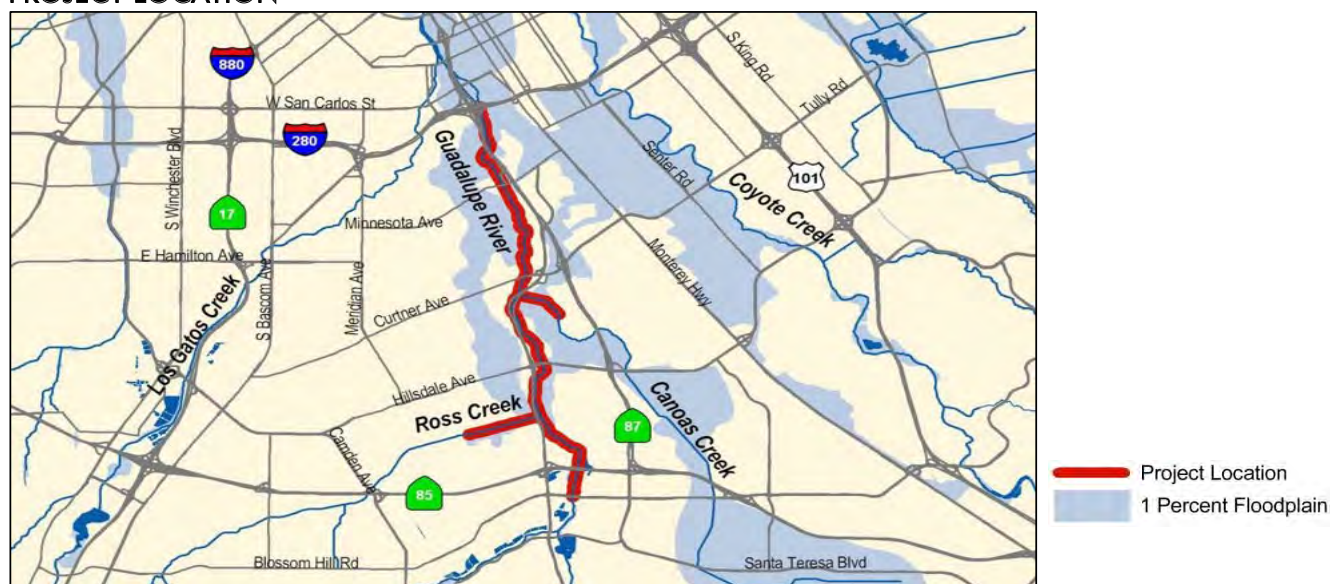 PROJECT LOCATION
880
W San Carlos St
280
S King Rd
Tully Rd
S Winchester Blvd
Guadalupe River
Senter Rd
Coyote Creek
101
17
Minnesota Ave
E Hamilton Ave
S Bascom Ave
Meridian Ave
Monterey Hwy
Los Gatos Creek
Curtner Ave
Hillsdale Ave
Ross Creek
Canoas Creek
87
Camden Ave
85
Blossom Hill Rd
Santa Teresa Blvd
Project Location
1 Percent Floodplain